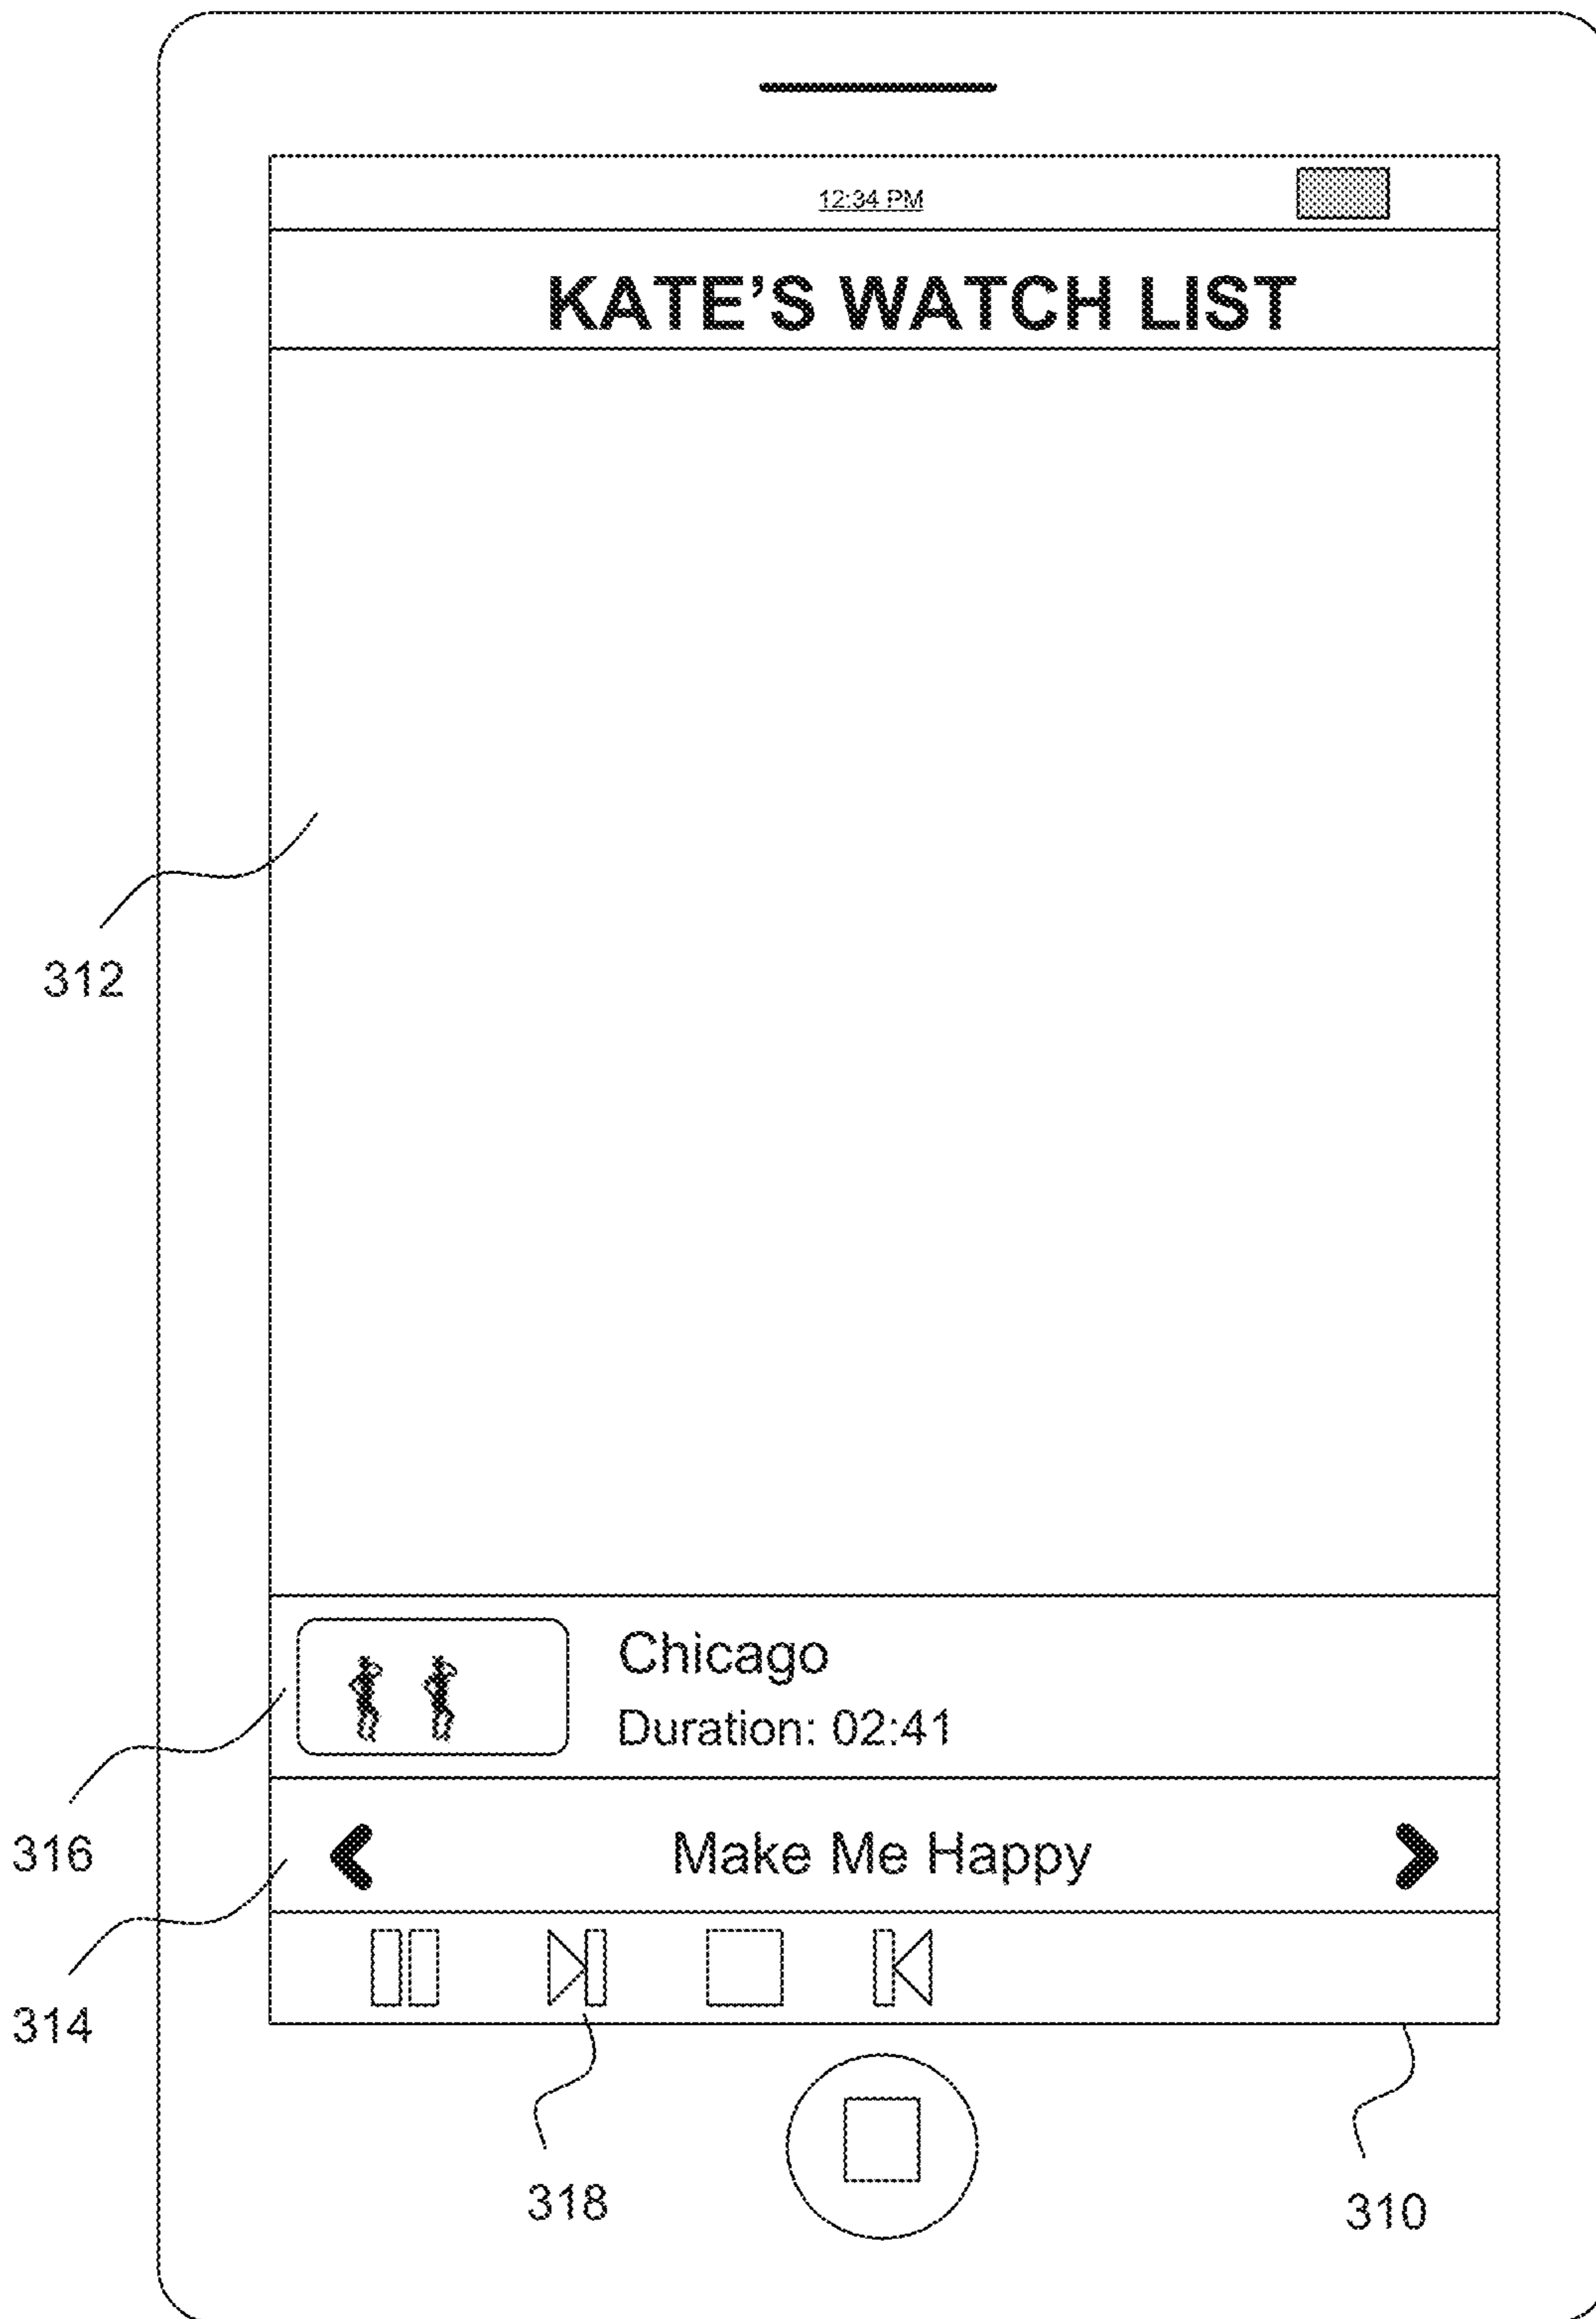 12:34 PM
KATE'S WATCH LIST
312
Chicago
Duration: 02:41
316
Make Me Happy
314
318
310